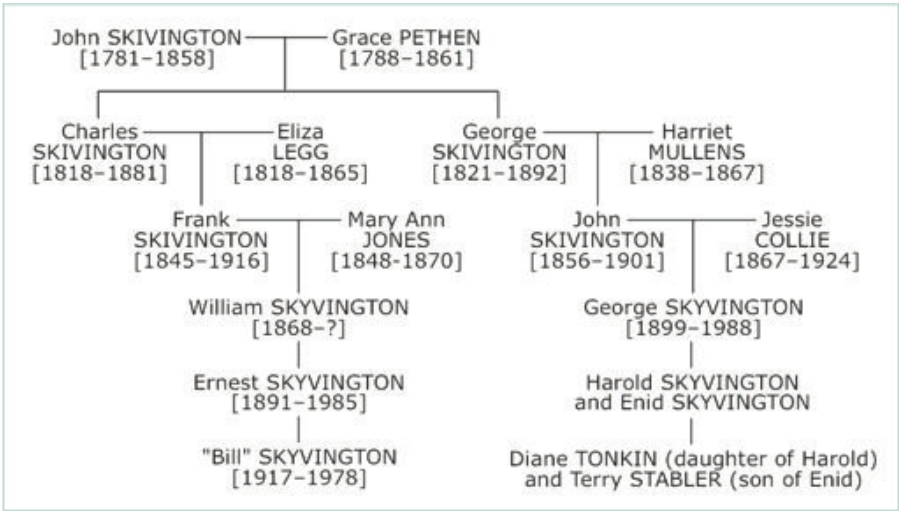 John SKIVINGTON Grace PETHEN
[1781–1858] [1788–1861]
Charles Eliza George Harriet
SKIVINGTON LEGG SKIVINGTON MULLENS
[1818–1881] [1818–1865] [1821–1892] [1838–1867]
Frank Mary Ann John Jessie
SKIVINGTON JONES SKIVINGTON COLLIE
[1845–1916] [1848-1870] [1856–1901] [1867–1924]
William SKYVINGTON George SKYVINGTON
[1868–?] [1899–1988]
Ernest SKYVINGTON Harold SKYVINGTON
[1891–1985] and Enid SKYVINGTON
"Bill" SKYVINGTON Diane TONKIN (daughter of Harold)
[1917–1978] and Terry STABLER (son of Enid)